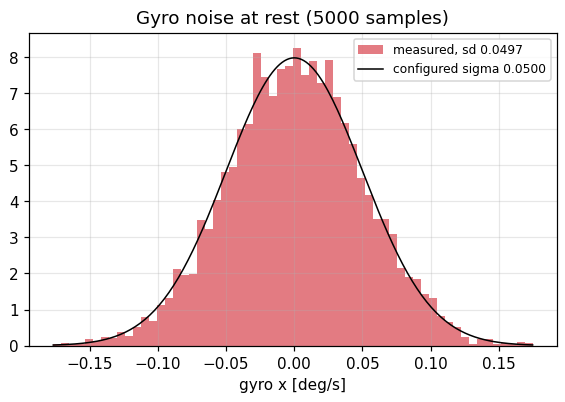 Gyro noise at rest (5000 samples)
measured, sd 0.0497
configured sigma 0.0500
8
7
6
5
4
3
2
1
0
−0.15 −0.10 −0.05 0.00 0.05 0.10 0.15
gyro x [deg/s]